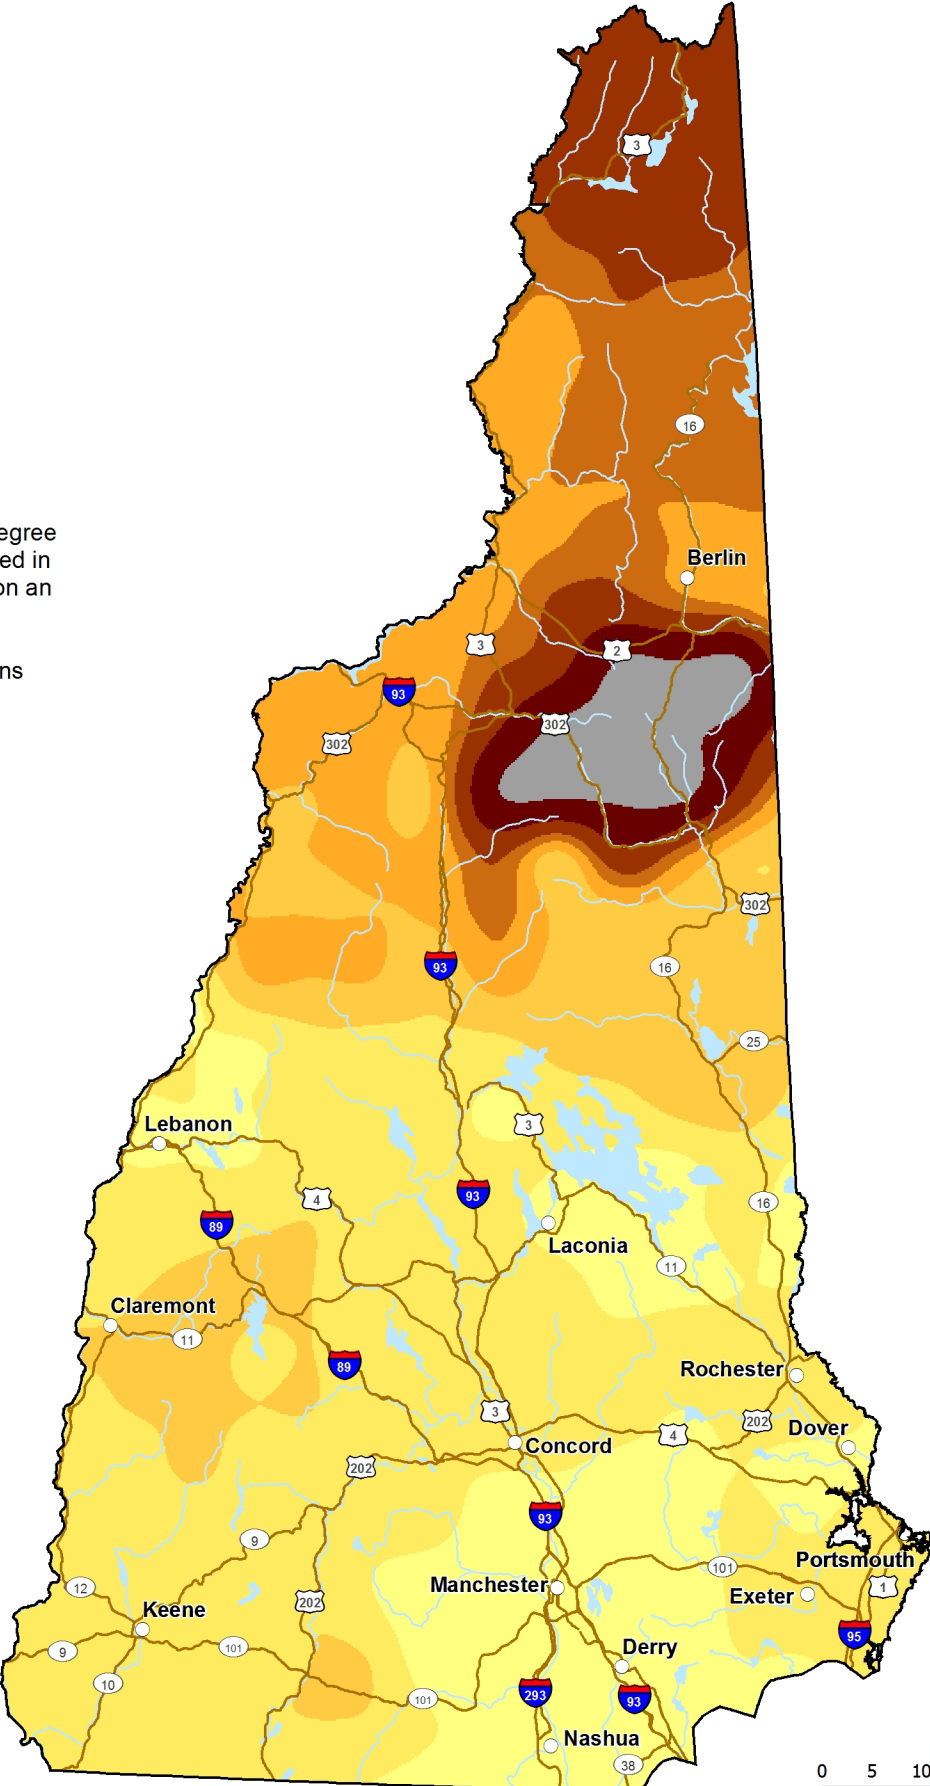 3
16
egree
ed in
on an
Berlin
3
2
ns
93
302
302
302
93
16
25
Lebanon
3
4
93
16
89
Laconia
11
Claremont
11
89
Rochester
3
202
Dover
4
Concord
202
93
9
101
Portsmouth
12
Manchester
1
202
Exeter
Keene
95
9
101
Derry
10
293
93
101
Nashua
38
0 5 10